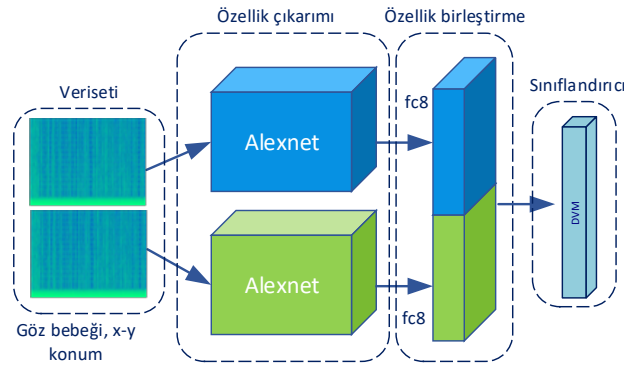 Özellik çıkarımı
Özellik birleştirme
Veriseti
Sınıflandırıcı
fc8
Alexnet
DVM
Alexnet
fc8
Göz bebeği, x-y
konum